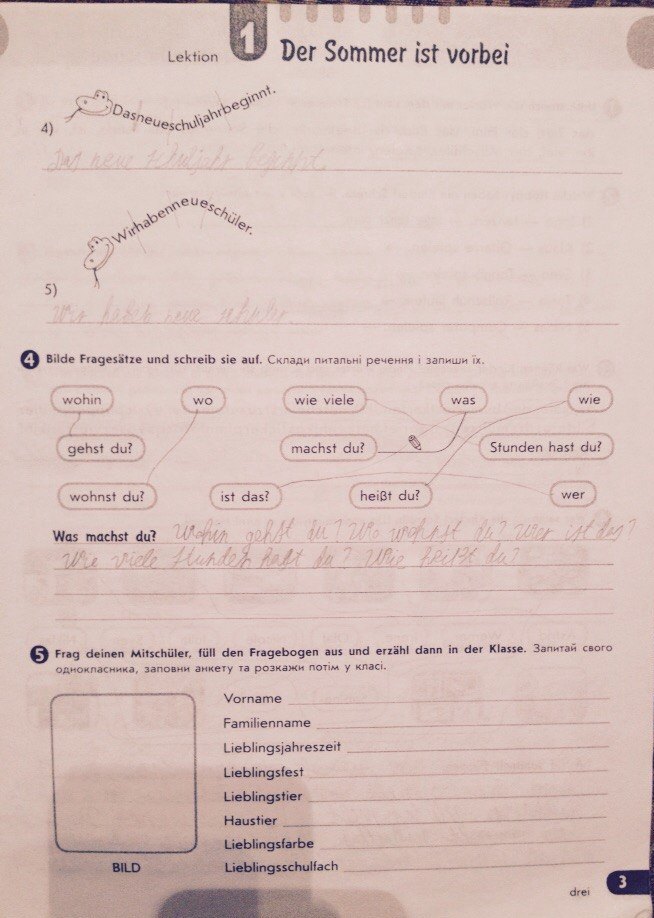 Lektion 1 Der Sommer ist vorbei
Dasneueschuljahrbeginnt.
4)
Das neue Schuljahr beginnt.
Wirhabenneueschüler.
5)
Wir haben neue schüler.
4 Bilde Fragesätze und schreib sie auf. Склади питальні речення і запиши їх.
wohin wo wie viele was wie
gehst du? machst du? Stunden hast du?
wohnst du? ist das? heißt du? wer
Was machst du? Wohin gehst du? Wo wohnst du? Wer ist das?
Wie viele Stunden hast du? Wie heißt du?
5 Frag deinen Mitschüler, füll den Fragebogen aus und erzähl dann in der Klasse. Запитай свого
однокласника, заповни анкету та розкажи потім у класі.
Vorname
Familienname
Lieblingsjahreszeit
Lieblingsfest
Lieblingstier
Haustier
Lieblingsfarbe
BILD Lieblingsschulfach
drei 3